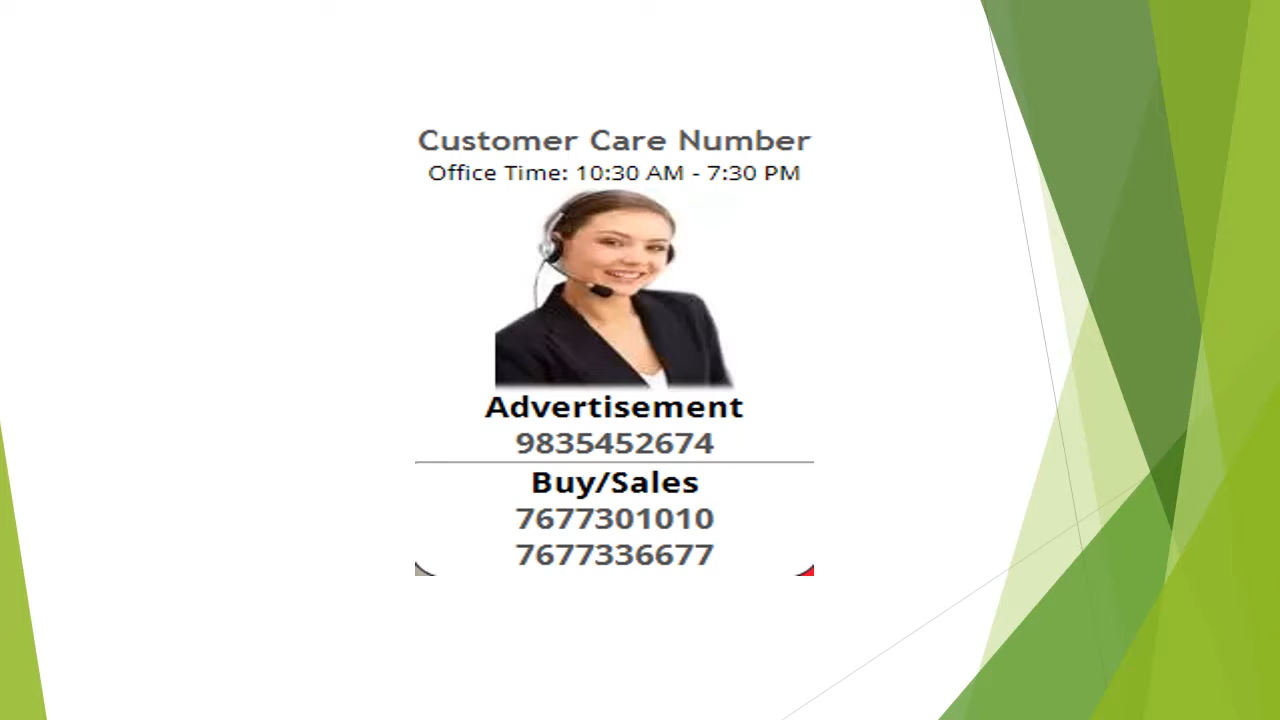 Customer Care Number
Office Time: 10:30 AM - 7:30 PM
Advertisement
9835452674
Buy/Sales
7677301010
7677336677